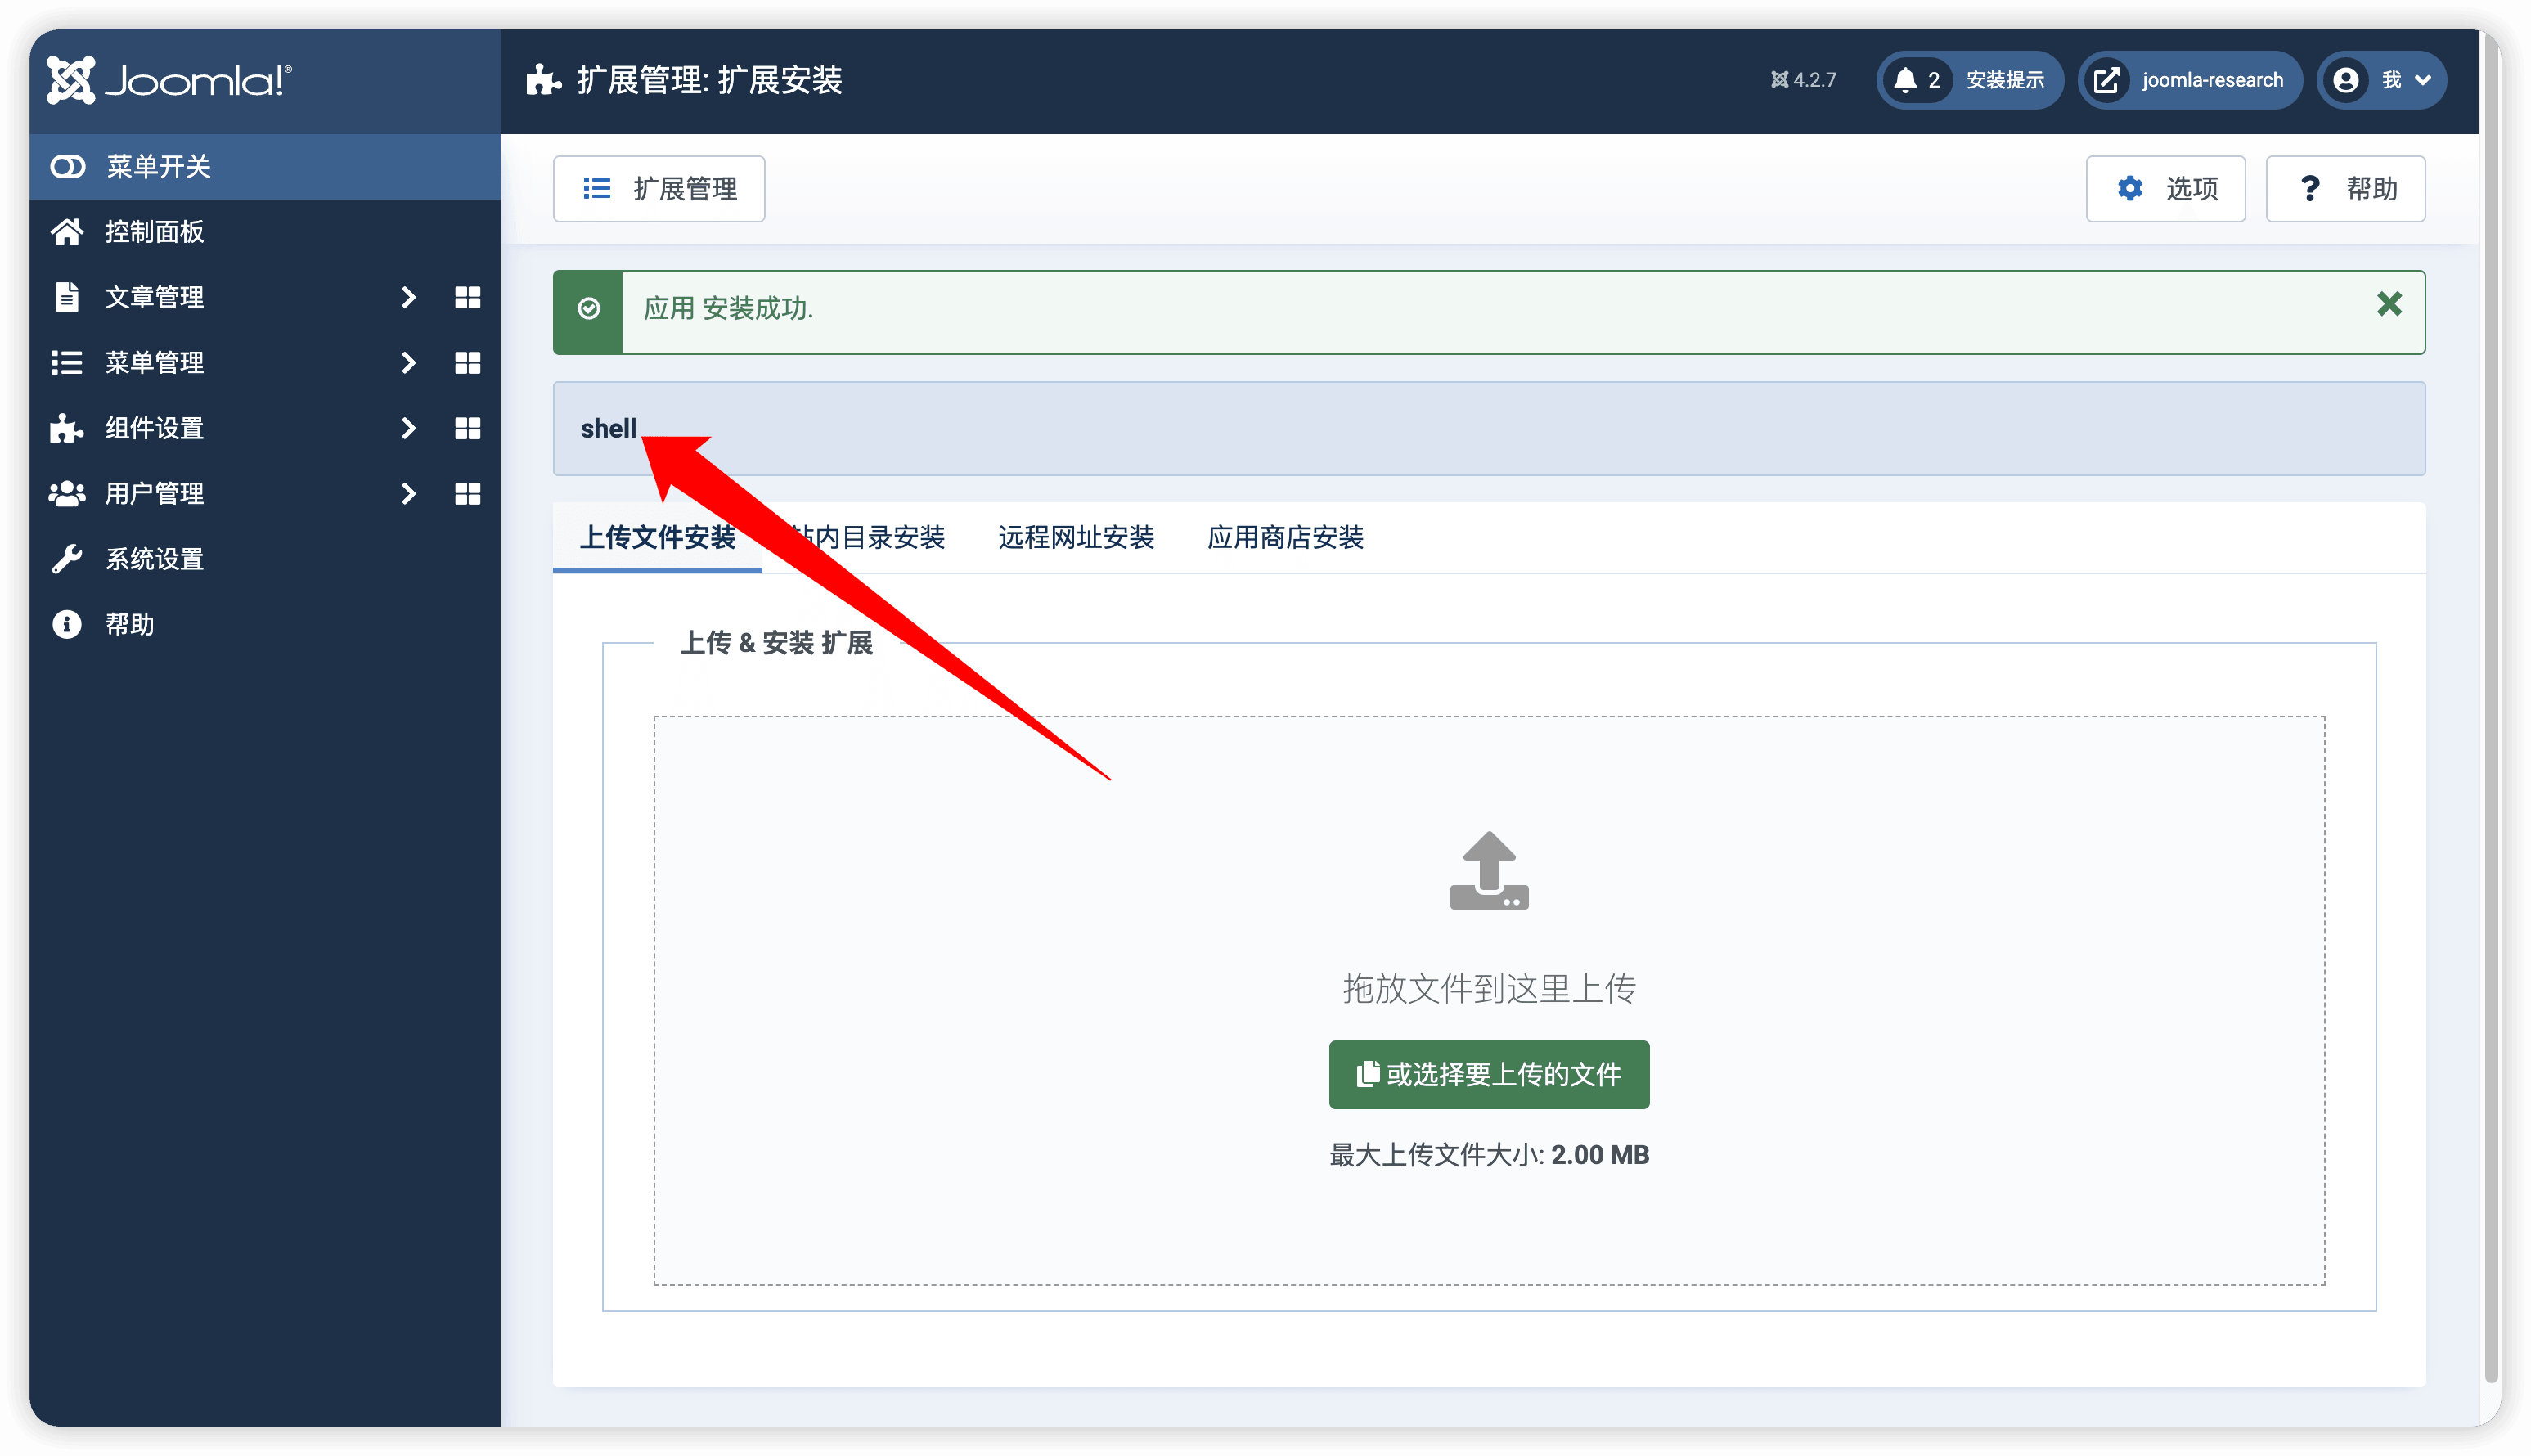 Joomla!®
扩展管理: 扩展安装
4.2.7
2 安装提示
joomla-research
我
菜单开关
控制面板
文章管理
菜单管理
组件设置
用户管理
系统设置
帮助
扩展管理
选项
? 帮助
应用 安装成功.
shell
上传文件安装
站内目录安装
远程网址安装
应用商店安装
上传 & 安装 扩展
拖放文件到这里上传
或选择要上传的文件
最大上传文件大小: 2.00 MB